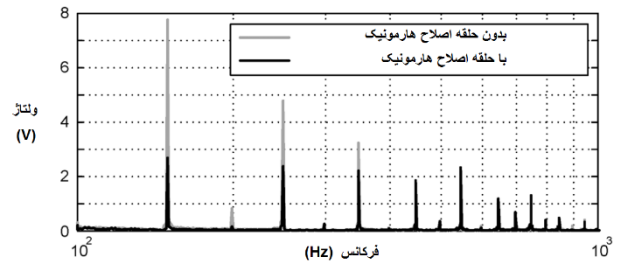 8
بدون حلقه اصلاح هارمونیک
با حلقه اصلاح هارمونیک
6
ولتاژ
(V)
4
2
0
10^2
فرکانس (Hz)
10^3